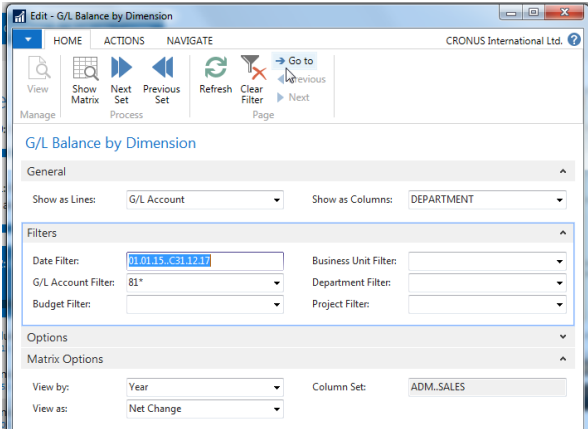 Edit - G/L Balance by Dimension
HOME ACTIONS NAVIGATE CRONUS International Ltd.
View
Show Matrix
Next Set
Previous Set
Refresh
Clear Filter
Go to
Previous
Next
Manage Process Page
G/L Balance by Dimension
General
Show as Lines: G/L Account Show as Columns: DEPARTMENT
Filters
Date Filter: 01.01.15..C31.12.17 Business Unit Filter:
G/L Account Filter: 81* Department Filter:
Budget Filter: Project Filter:
Options
Matrix Options
View by: Year Column Set: ADM..SALES
View as: Net Change